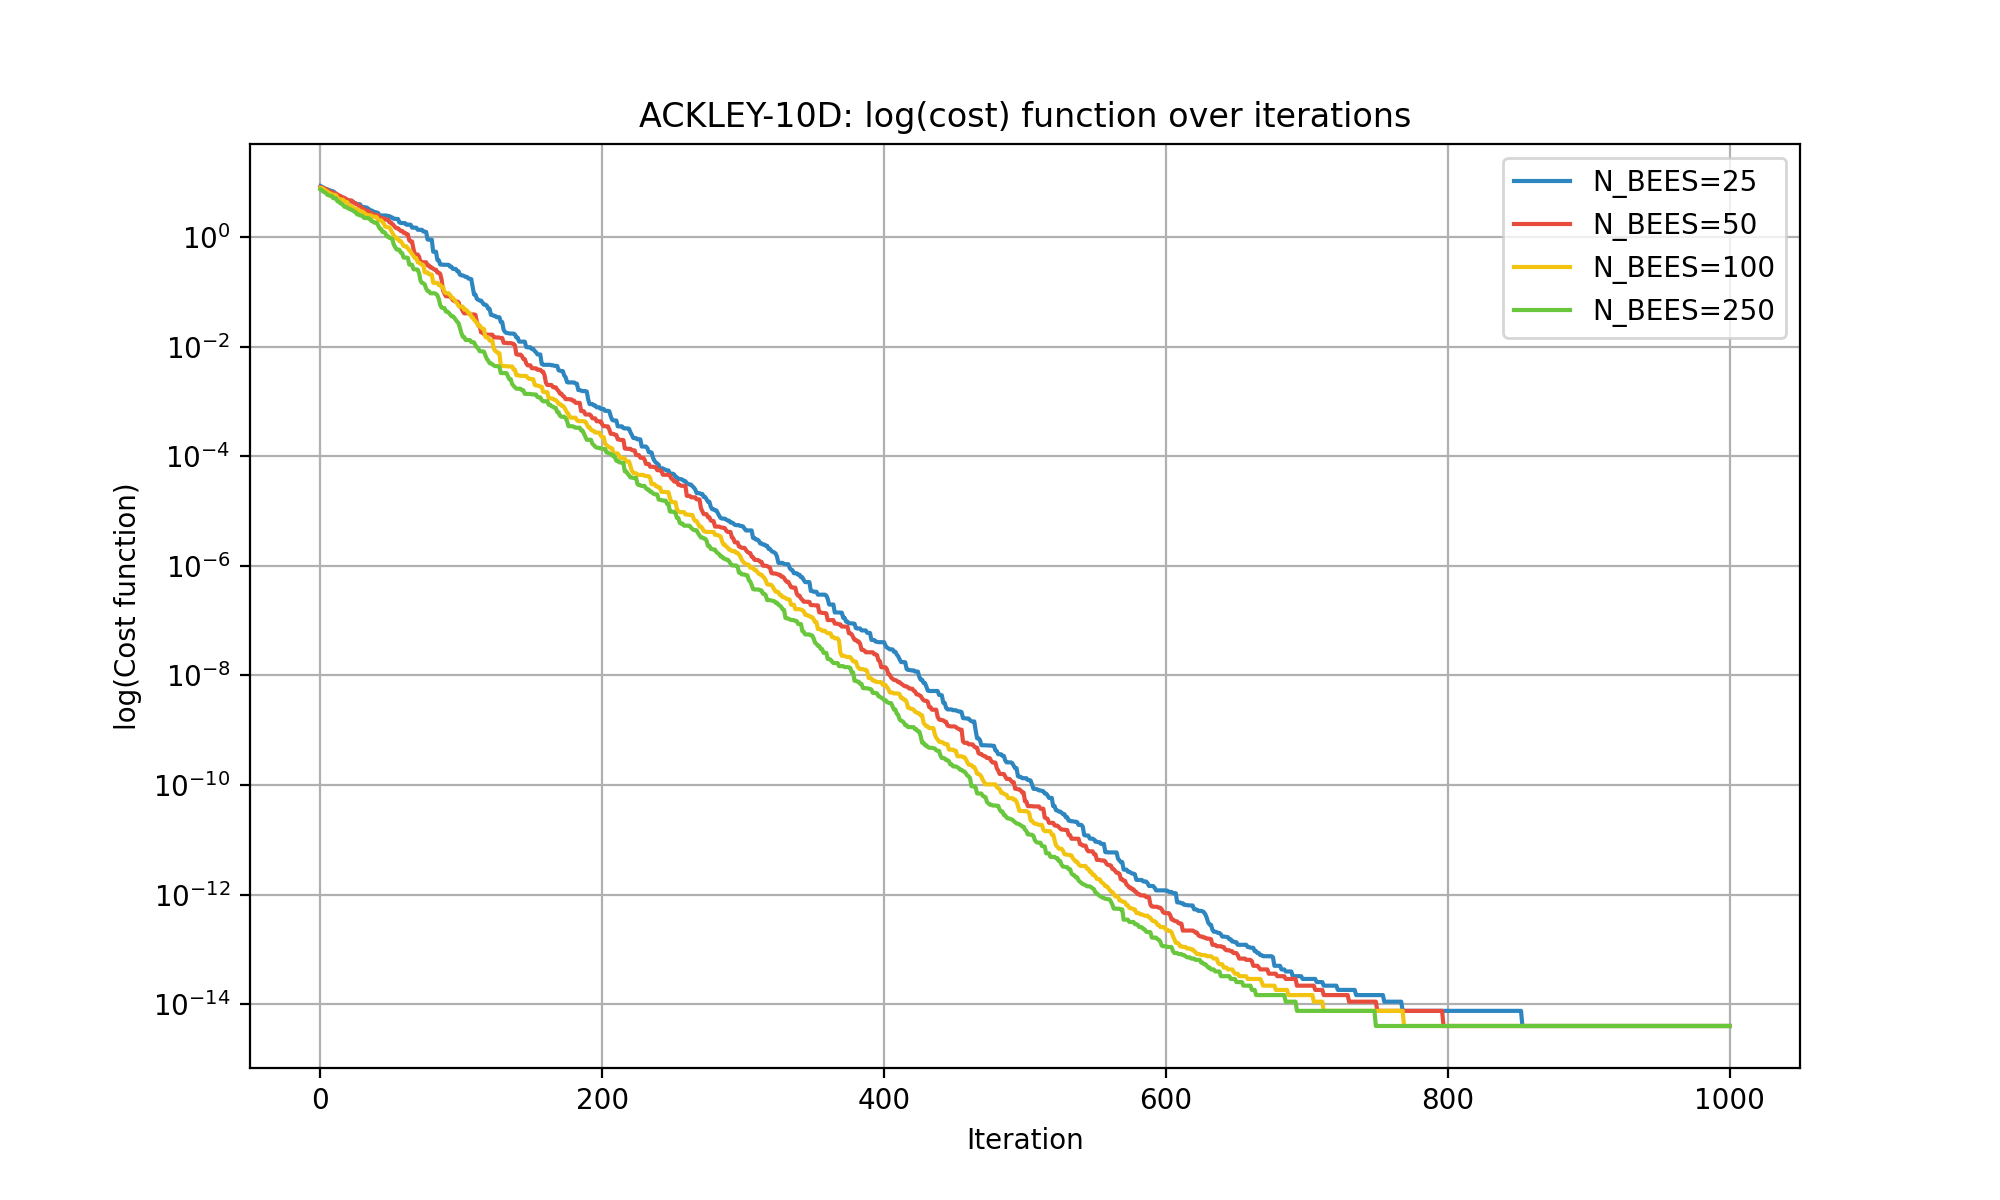 ACKLEY-10D: log(cost) function over iterations
N_BEES=25
N_BEES=50
N_BEES=100
N_BEES=250
log(Cost function)
10⁰
10⁻²
10⁻⁴
10⁻⁶
10⁻⁸
10⁻¹⁰
10⁻¹²
10⁻¹⁴
0 200 400 600 800 1000
Iteration